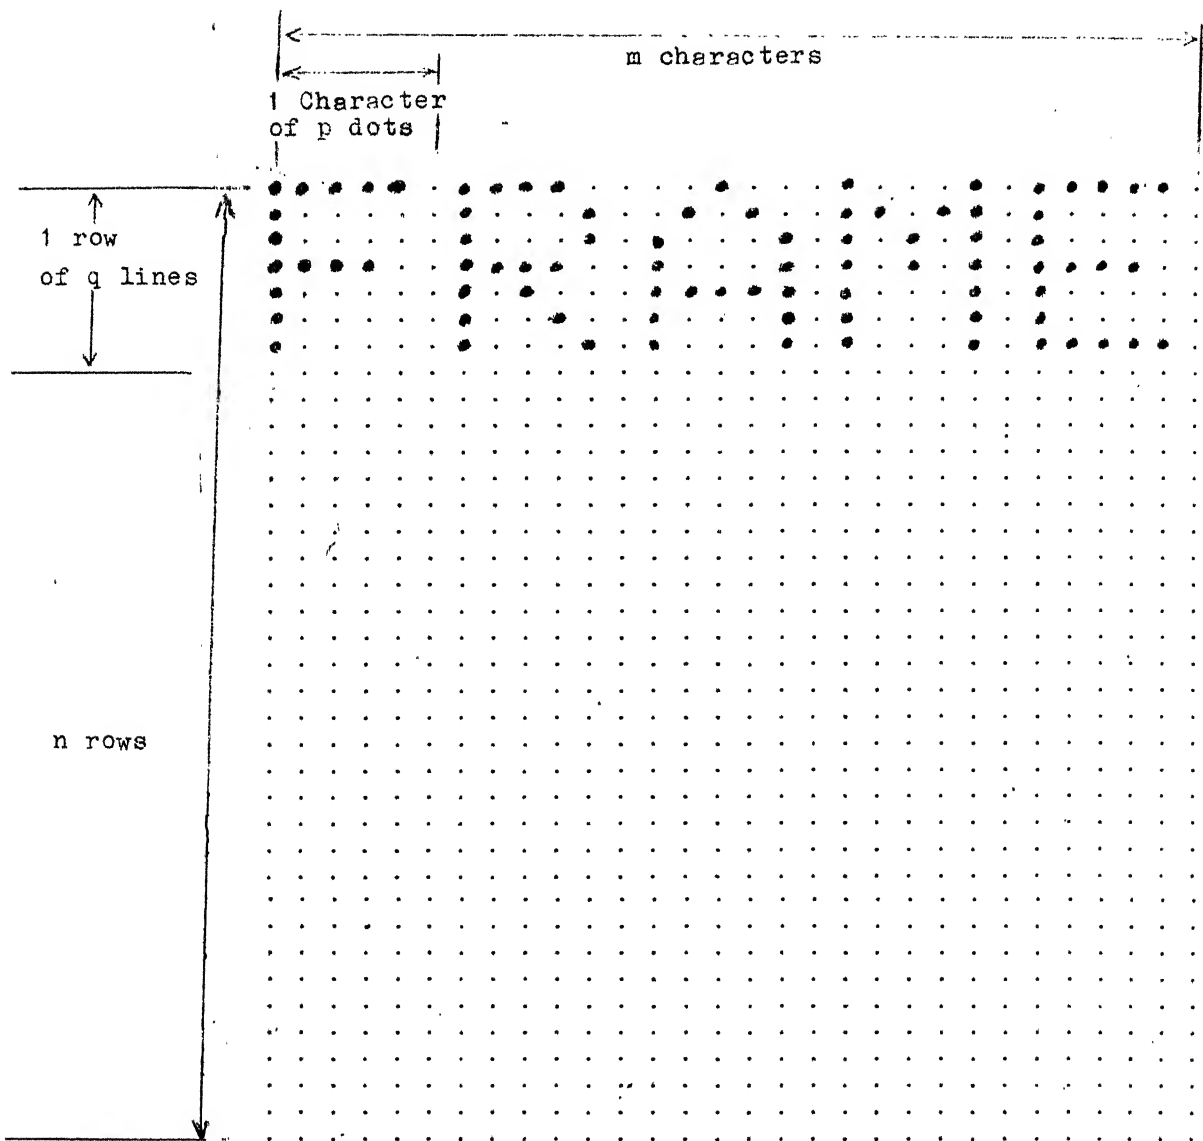 m characters
1 Character
of p dots
FRAME
1 row
of q lines
n rows